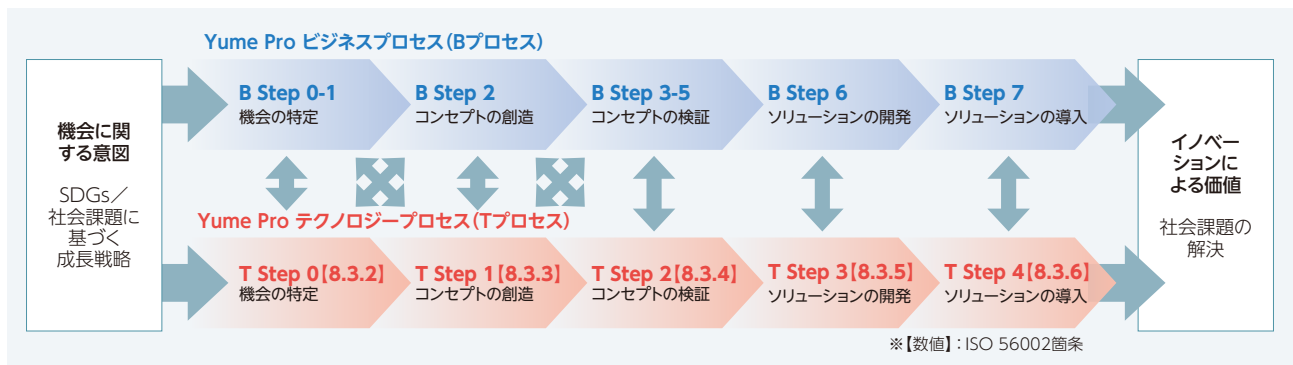 Yume Pro ビジネスプロセス(Bプロセス)
機会に関
する意図
SDGs／
社会課題に
基づく
成長戦略
B Step 0-1
機会の特定
B Step 2
コンセプトの創造
B Step 3-5
コンセプトの検証
B Step 6
ソリューションの開発
B Step 7
ソリューションの導入
Yume Pro テクノロジープロセス(Tプロセス)
T Step 0【8.3.2】
機会の特定
T Step 1【8.3.3】
コンセプトの創造
T Step 2【8.3.4】
コンセプトの検証
T Step 3【8.3.5】
ソリューションの開発
T Step 4【8.3.6】
ソリューションの導入
イノベー
ションに
よる価値
社会課題の
解決
※【数値】：ISO 56002箇条